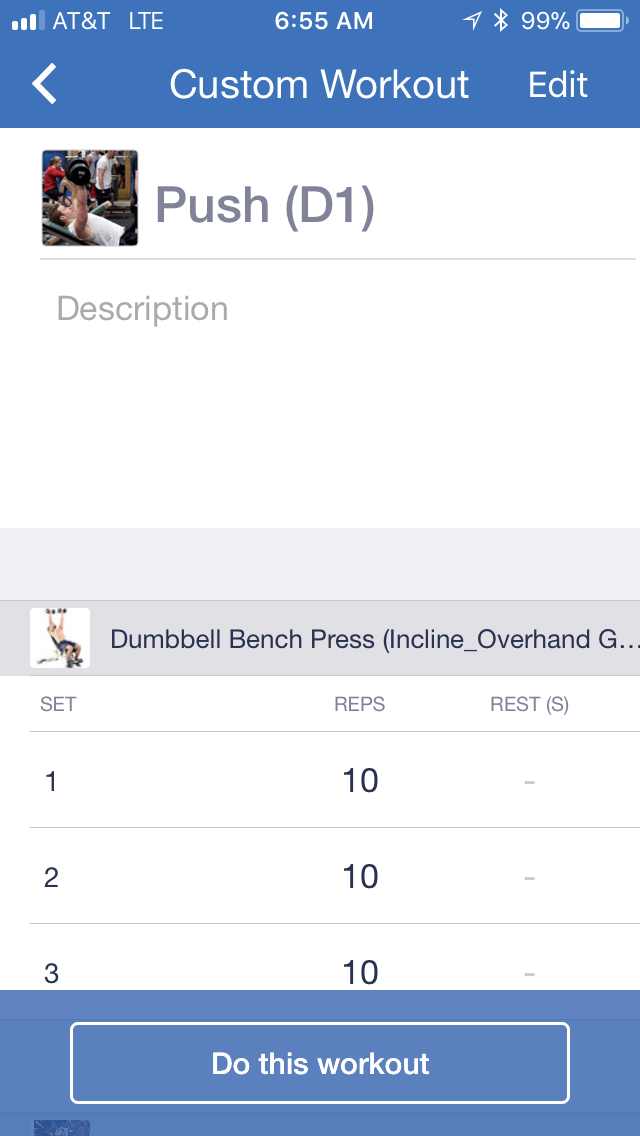 AT&T LTE 6:55 AM 99%
Custom Workout Edit
Push (D1)
Description
Dumbbell Bench Press (Incline_Overhand G...
SET REPS REST (S)
1 10 -
2 10 -
3 10 -
Do this workout